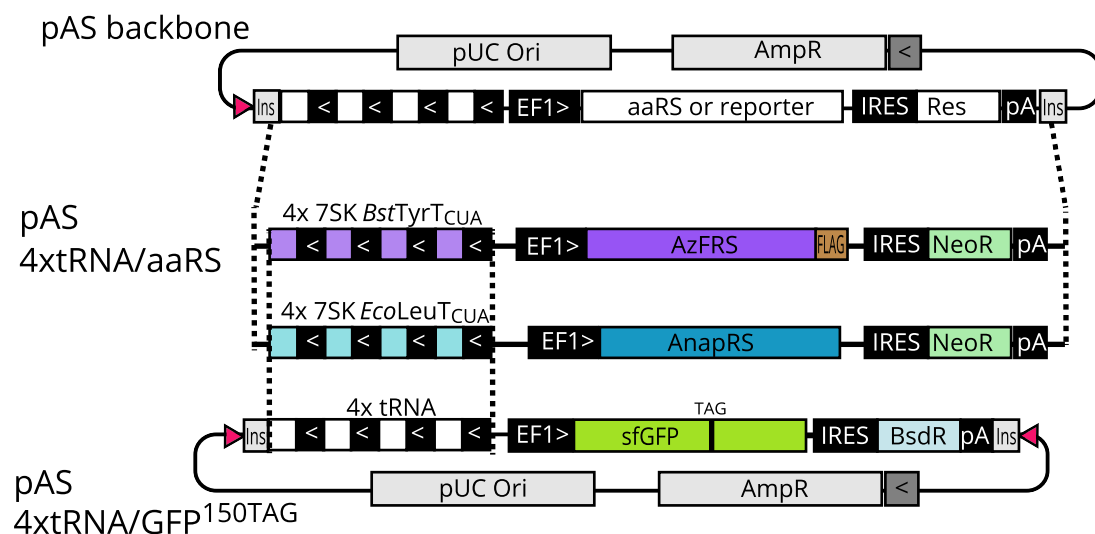 pAS backbone
pUC Ori AmpR <
Ins < < < < EF1> aaRS or reporter IRES Res pA Ins
pAS
4xtRNA/aaRS
4x 7SK BstTyrTCUA
< < < < EF1> AzFRS FLAG IRES NeoR pA
4x 7SK EcoLeuTCUA
< < < < EF1> AnapRS IRES NeoR pA
4x tRNA TAG
Ins < < < < EF1> sfGFP IRES BsdR pA Ins
pUC Ori AmpR <
pAS
4xtRNA/GFP150TAG